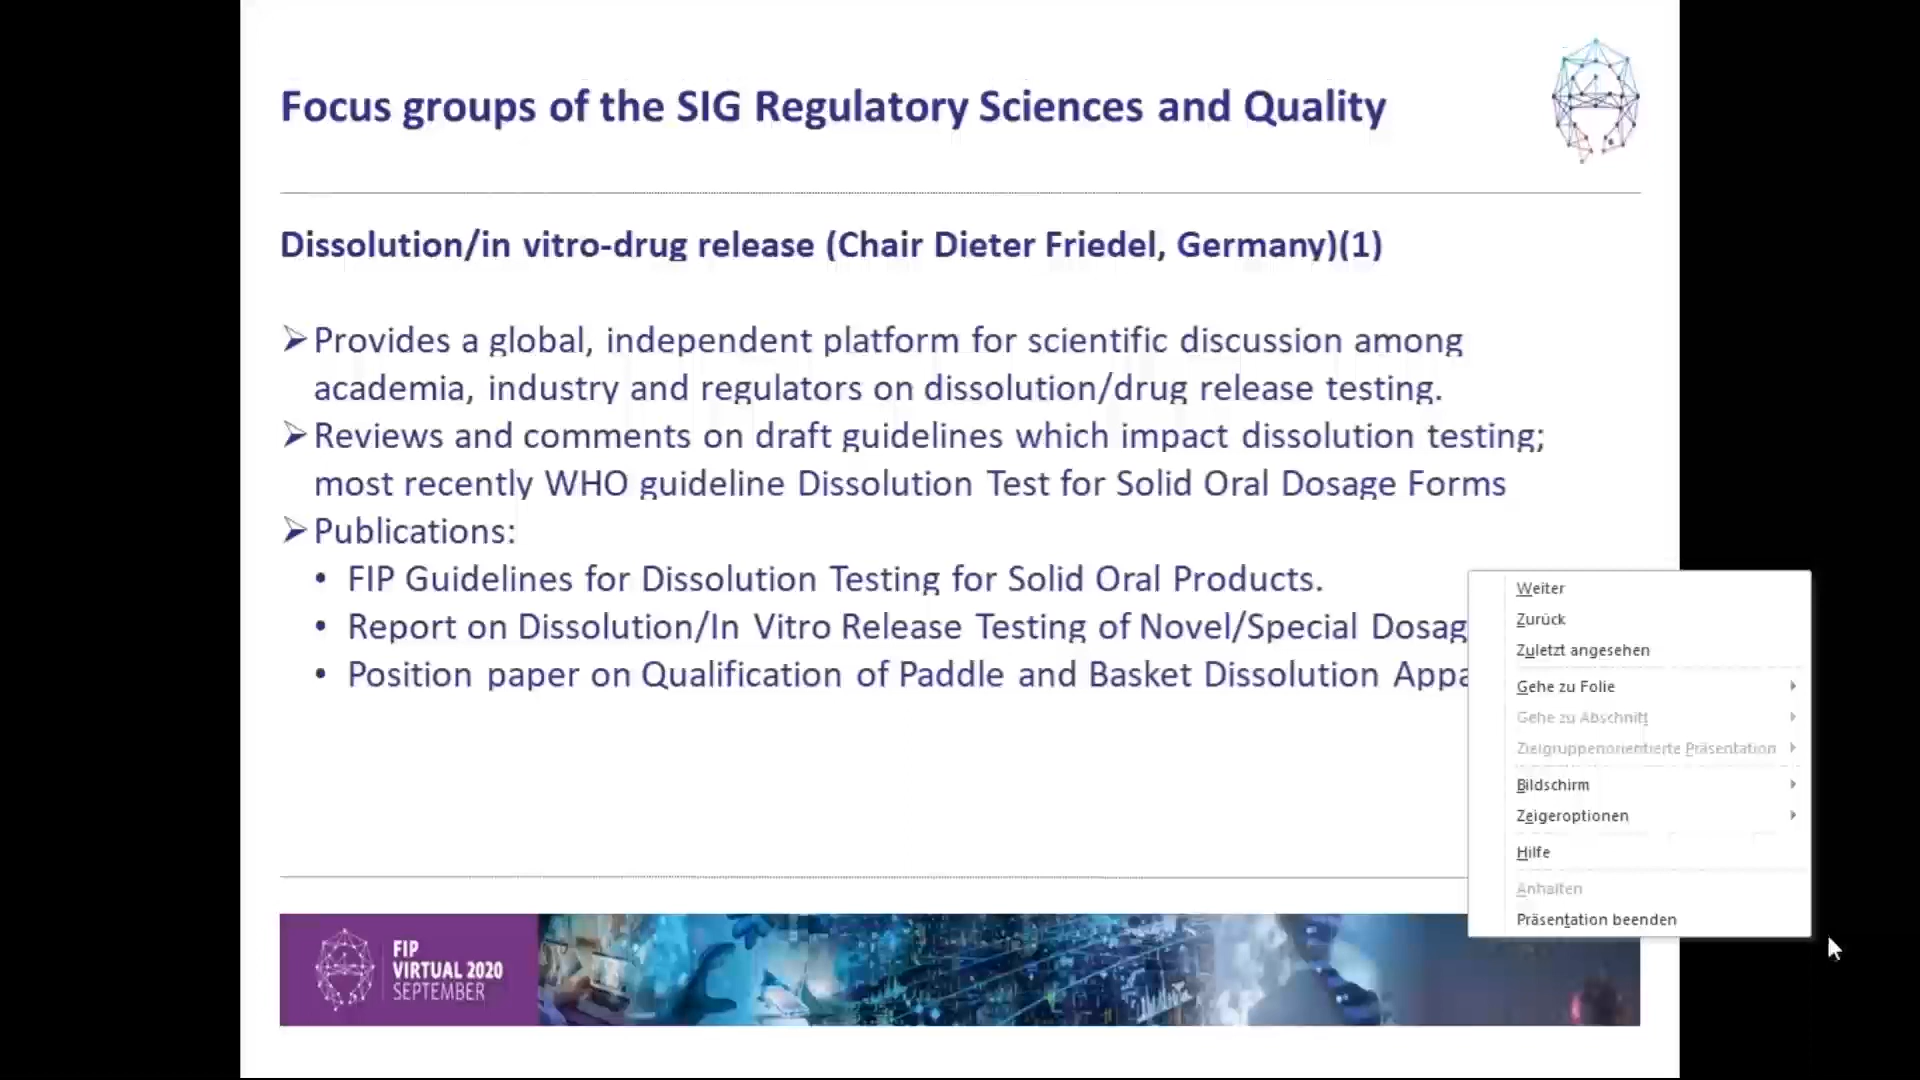 Focus groups of the SIG Regulatory Sciences and Quality
Dissolution/in vitro-drug release (Chair Dieter Friedel, Germany)(1)
Provides a global, independent platform for scientific discussion among
academia, industry and regulators on dissolution/drug release testing.
Reviews and comments on draft guidelines which impact dissolution testing;
most recently WHO guideline Dissolution Test for Solid Oral Dosage Forms
Publications:
• FIP Guidelines for Dissolution Testing for Solid Oral Products.
• Report on Dissolution/In Vitro Release Testing of Novel/Special Dosag
• Position paper on Qualification of Paddle and Basket Dissolution Appa
Weiter
Zurück
Zuletzt angesehen
Gehe zu Folie
Gehe zu Abschnitt
Zielgruppenorientierte Präsentation
Bildschirm
Zeigeroptionen
Hilfe
Anhalten
Präsentation beenden
FIP
VIRTUAL 2020
SEPTEMBER